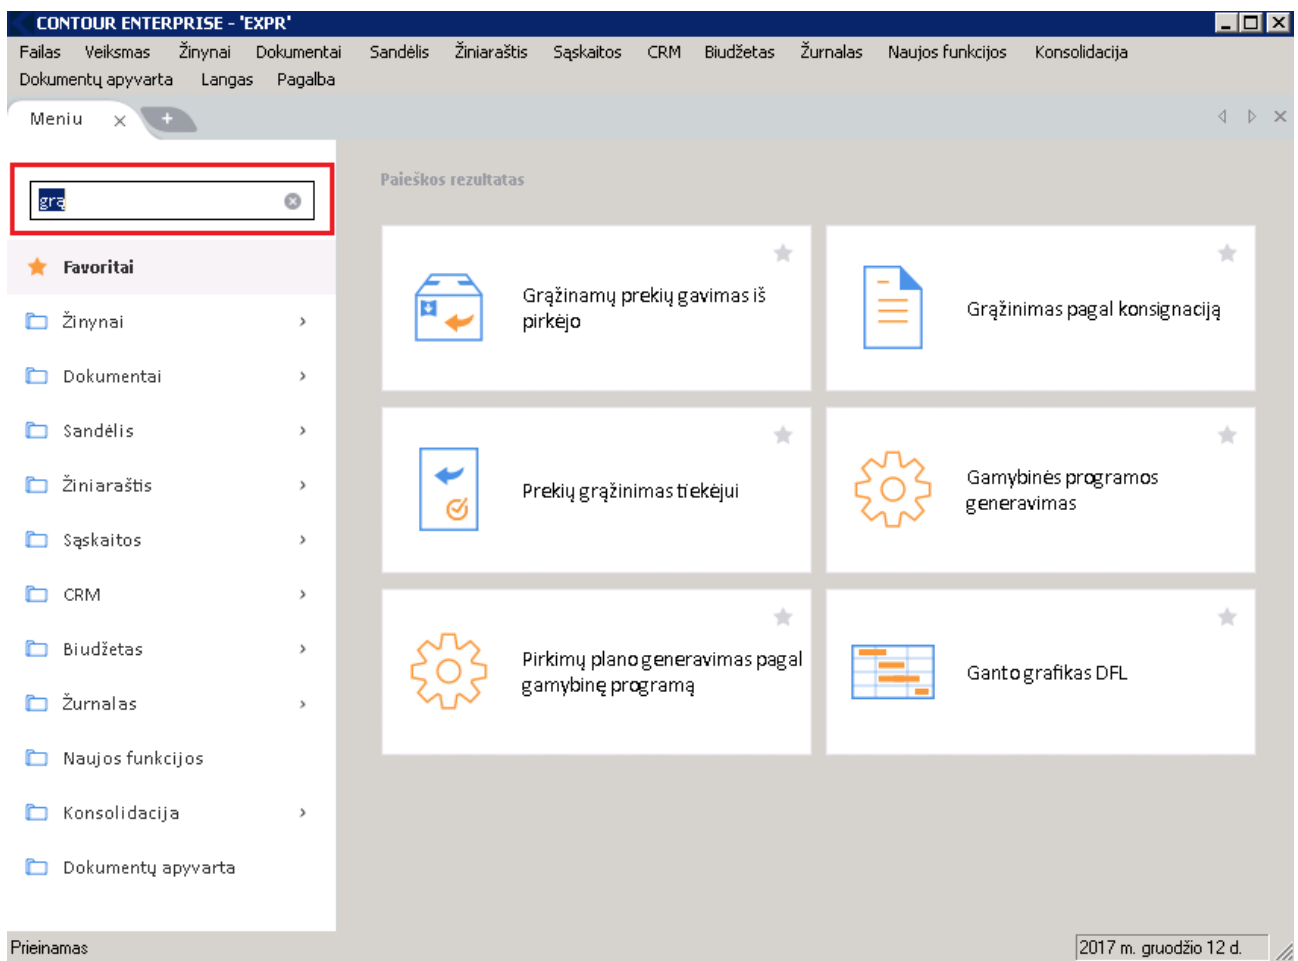 CONTOUR ENTERPRISE - 'EXPR'
Failas Veiksmas Žinynai Dokumentai Sandėlis Žiniaraštis Sąskaitos CRM Biudžetas Žurnalas Naujos funkcijos Konsolidacija
Dokumentų apyvarta Langas Pagalba
Meniu
grą
Favoritai
Žinynai
Dokumentai
Sandėlis
Žiniaraštis
Sąskaitos
CRM
Biudžetas
Žurnalas
Naujos funkcijos
Konsolidacija
Dokumentų apyvarta
Paieškos rezultatas
Grąžinamų prekių gavimas iš
pirkėjo
Grąžinimas pagal konsignaciją
Prekių grąžinimas tiekėjui
Gamybinės programos
generavimas
Pirkimų plano generavimas pagal
gamybinę programą
Ganto grafikas DFL
Prieinamas
2017 m. gruodžio 12 d.